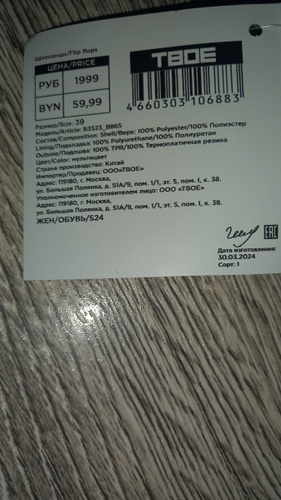 Шлепанцы/Flip flops
ЦЕНА/PRICE
РУБ 1999
BYN 59,99
ТВОЕ
4 660303 106883
Размер/Size: 39
Модель/Article: B3523_B865
Состав/Composition: Shell/Верх: 100% Polyester/100% Полиэстер
Lining/Подкладка: 100% Polyurethane/100% Полиуретан
Outsole/Подошва: 100% TPR/100% Термопластичная резина
Цвет/Color: мультицвет
Страна производства: Китай
Импортер/Продавец: ООО«ТВОЕ»
Адрес: 119180, г. Москва,
ул. Большая Полянка, д. 51А/9, пом. 1/1, эт. 5, пом. I, к. 38.
Уполномоченное изготовителем лицо: ООО «ТВОЕ»
Адрес: 119180, г. Москва,
ул. Большая Полянка, д. 51А/9, пом. 1/1, эт. 5, пом. I, к. 38.
ЖЕН/ОБУВЬ/S24
EAC
Дата изготовления:
30.03.2024
Сорт: 1